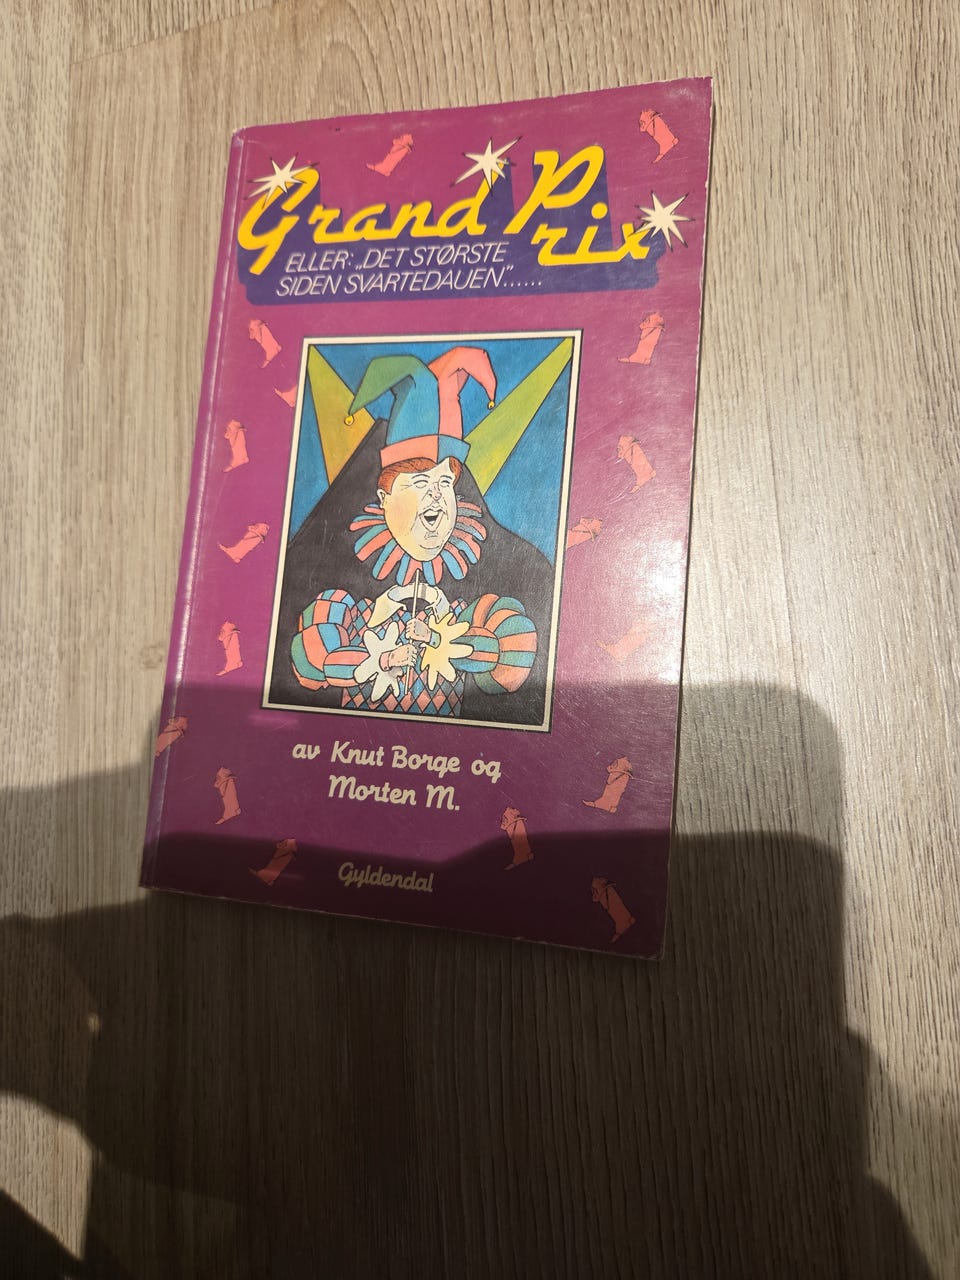 Grand Prix
ELLER: „DET STØRSTE
SIDEN SVARTEDAUEN"......
av Knut Borge og
Morten M.
Gyldendal